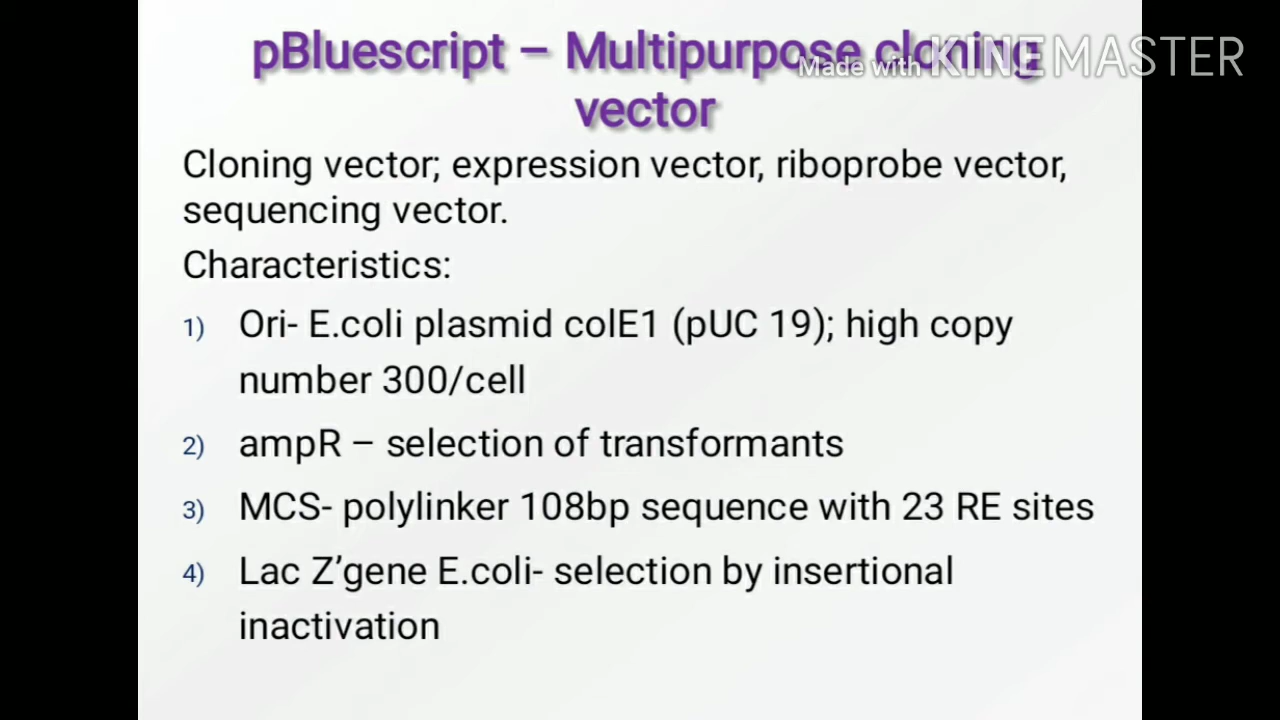 pBluescript – Multipurpose cloning
vector
Made with KINEMASTER
Cloning vector; expression vector, riboprobe vector,
sequencing vector.
Characteristics:
1) Ori- E.coli plasmid colE1 (pUC 19); high copy
number 300/cell
2) ampR – selection of transformants
3) MCS- polylinker 108bp sequence with 23 RE sites
4) Lac Z’gene E.coli- selection by insertional
inactivation